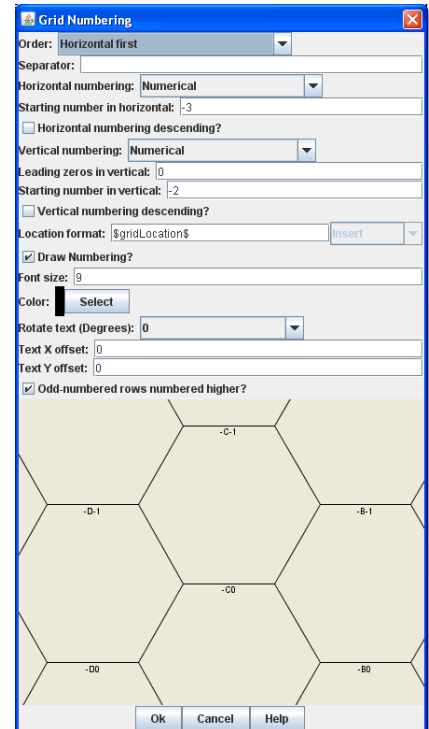 Grid Numbering
Order: Horizontal first
Separator:
Horizontal numbering: Numerical
Starting number in horizontal: -3
Horizontal numbering descending?
Vertical numbering: Numerical
Leading zeros in vertical: 0
Starting number in vertical: -2
Vertical numbering descending?
Location format: $gridLocation$ Insert
Draw Numbering?
Font size: 9
Color: Select
Rotate text (Degrees): 0
Text X offset: 0
Text Y offset: 0
Odd-numbered rows numbered higher?
-C-1
-D-1 -B-1
-C0
-D0 -B0
Ok Cancel Help